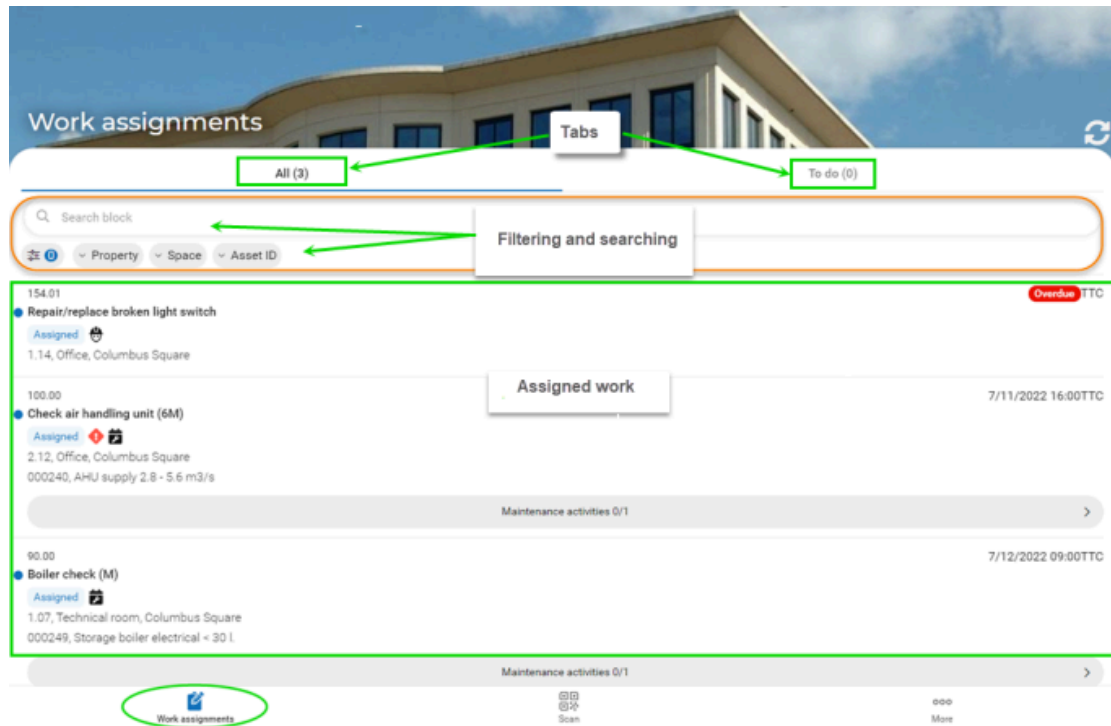 Work assignments
Tabs
All (3)
To do (0)
Search block
Filtering and searching
0
Property
Space
Asset ID
154.01
Overdue TTC
Repair/replace broken light switch
Assigned
1.14, Office, Columbus Square
Assigned work
100.00
7/11/2022 16:00TTC
Check air handling unit (6M)
Assigned
2.12, Office, Columbus Square
000240, AHU supply 2.8 - 5.6 m3/s
Maintenance activities 0/1
90.00
7/12/2022 09:00TTC
Boiler check (M)
Assigned
1.07, Technical room, Columbus Square
000249, Storage boiler electrical < 30 l.
Maintenance activities 0/1
Work assignments
Scan
More